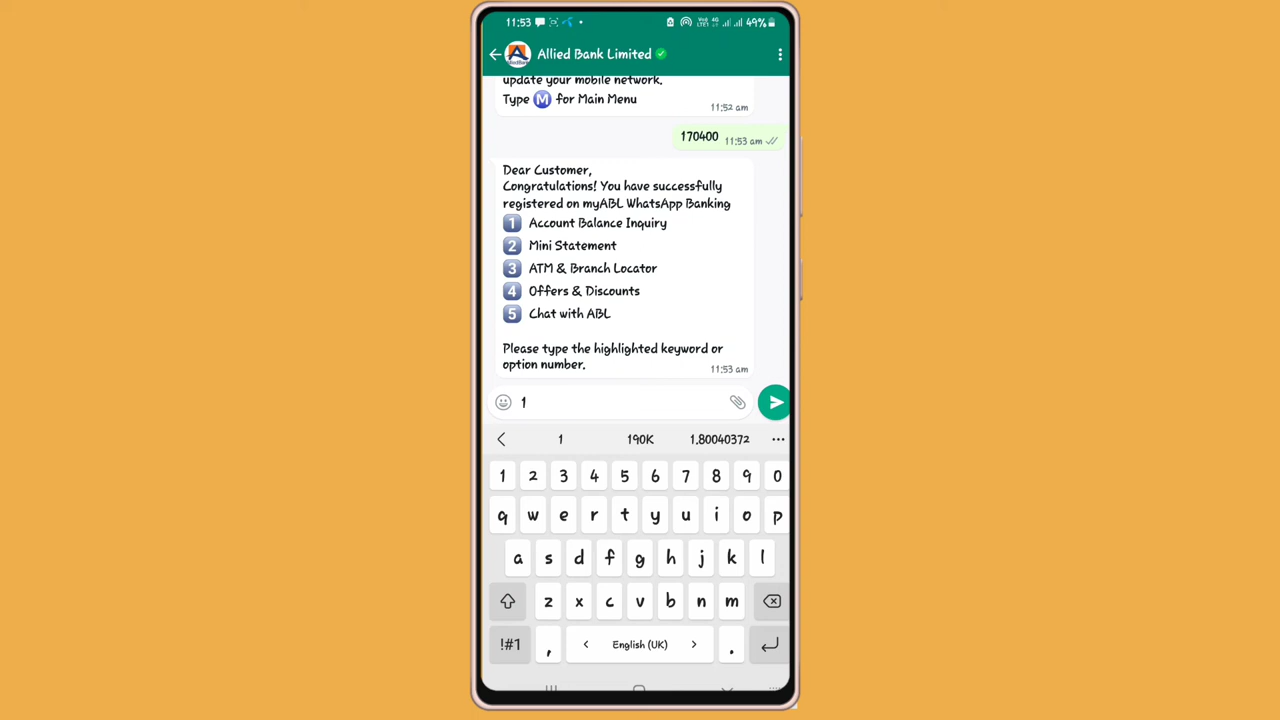 11:53 49%
Allied Bank Limited
update your mobile network.
Type M for Main Menu
11:52 am
170400 11:53 am
Dear Customer,
Congratulations! You have successfully
registered on myABL WhatsApp Banking
1 Account Balance Inquiry
2 Mini Statement
3 ATM & Branch Locator
4 Offers & Discounts
5 Chat with ABL
Please type the highlighted keyword or
option number.
11:53 am
1
1 190K 1.80040372
1 2 3 4 5 6 7 8 9 0
q w e r t y u i o p
a s d f g h j k l
z x c v b n m
!#1 , English (UK) .